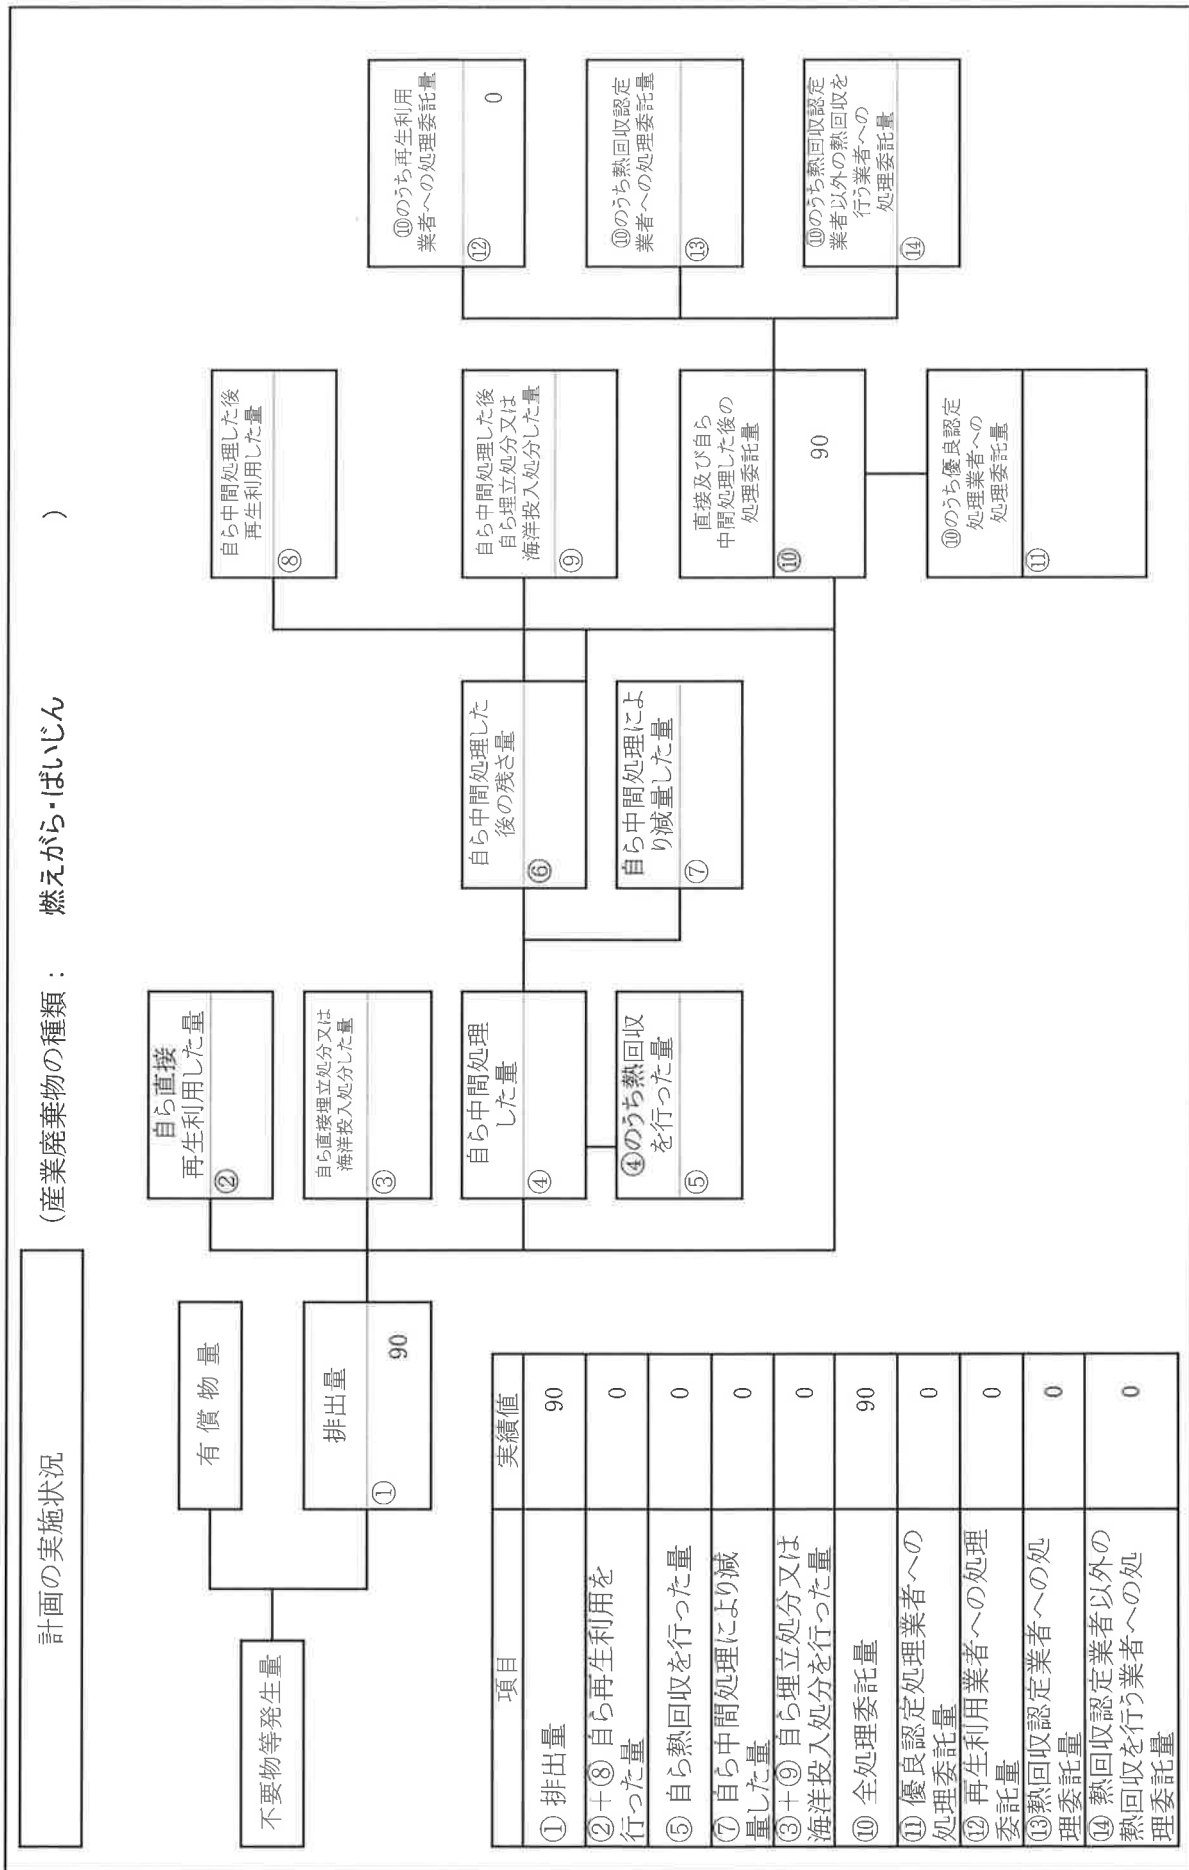 計画の実施状況
(産業廃棄物の種類： 燃えがら・ばいじん )
不要物等発生量
有償物量
排出量
① 90
自ら直接
再生利用した量
②
自ら直接埋立処分又は
海洋投入処分した量
③
自ら中間処理
した量
④
④のうち熱回収
を行った量
⑤
自ら中間処理した
後の残さ量
⑥
自ら中間処理によ
り減量した量
⑦
自ら中間処理した後
再生利用した量
⑧
自ら中間処理した後
自ら埋立処分又は
海洋投入処分した量
⑨
直接及び自ら
中間処理した後の
処理委託量
⑩ 90
⑩のうち優良認定
処理業者への
処理委託量
⑪
⑩のうち再生利用
業者への処理委託量
⑫ 0
⑩のうち熱回収認定
業者への処理委託量
⑬
⑩のうち熱回収認定
業者以外の熱回収を
行う業者への
処理委託量
⑭
項目 実績値
① 排出量 90
②＋⑧ 自ら再生利用を
行った量 0
⑤ 自ら熱回収を行った量 0
⑦ 自ら中間処理により減
量した量 0
③＋⑨ 自ら埋立処分又は
海洋投入処分を行った量 0
⑩ 全処理委託量 90
⑪ 優良認定処理業者への
処理委託量 0
⑫ 再生利用業者への処理
委託量 0
⑬熱回収認定業者への処
理委託量 0
⑭ 熱回収認定業者以外の
熱回収を行う業者への処
理委託量 0